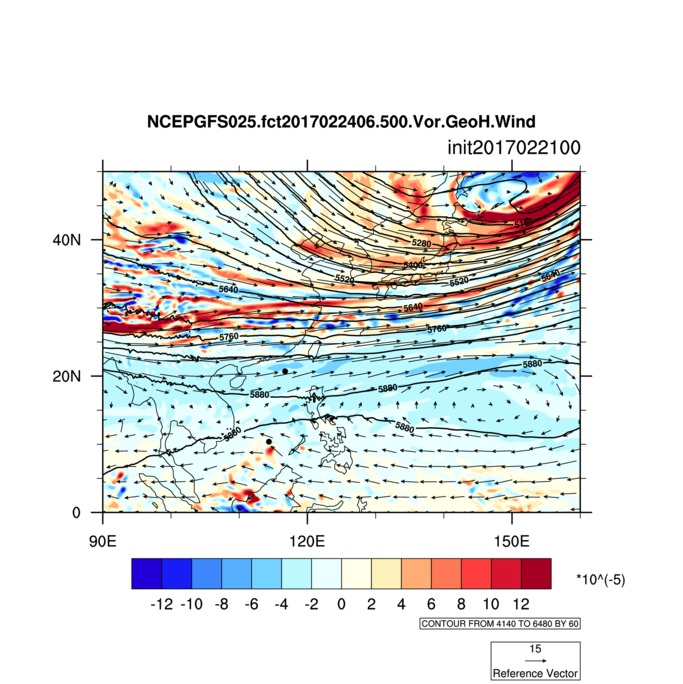 NCEPGFS025.fct2017022406.500.Vor.GeoH.Wind
init2017022100
40N
20N
0
90E 120E 150E
5160
5280
5400
5520 5520
5640 5640 5640
5760 5760
5880 5880 5880
5880 5880
-12 -10 -8 -6 -4 -2 0 2 4 6 8 10 12
*10^(-5)
CONTOUR FROM 4140 TO 6480 BY 60
15
Reference Vector